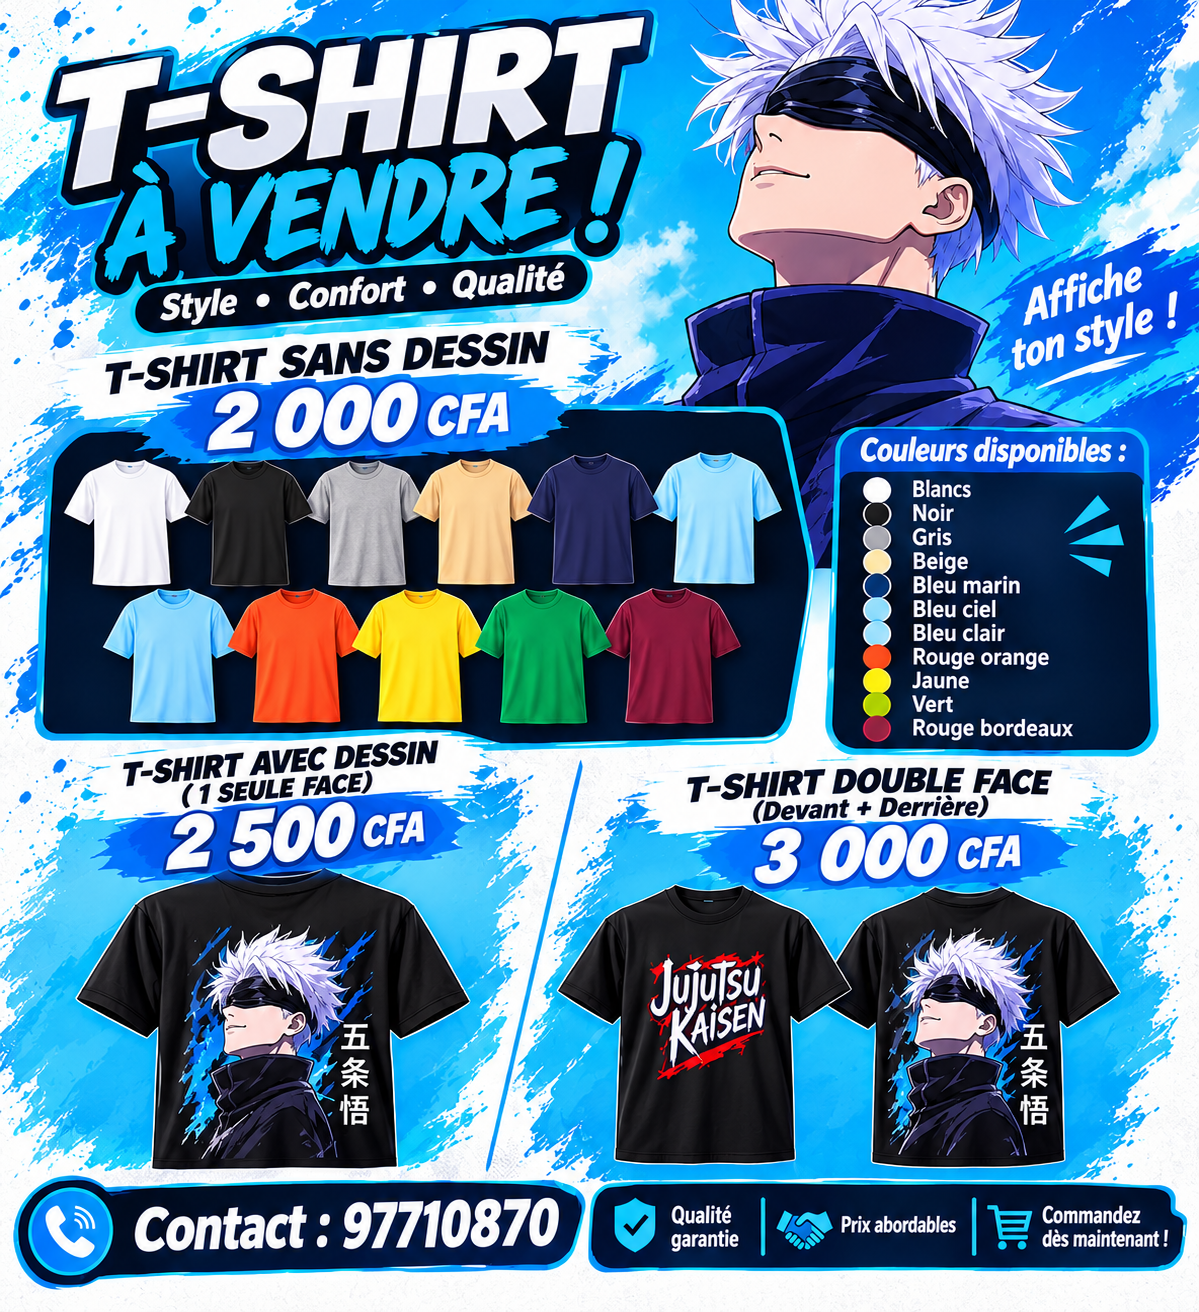 T-SHIRT
À VENDRE !
Style • Confort • Qualité
Affiche
ton style !
T-SHIRT SANS DESSIN
2 000 CFA
Couleurs disponibles :
Blancs
Noir
Gris
Beige
Bleu marin
Bleu ciel
Bleu clair
Rouge orange
Jaune
Vert
Rouge bordeaux
T-SHIRT AVEC DESSIN
(1 SEULE FACE)
2 500 CFA
五
条
悟
T-SHIRT DOUBLE FACE
(Devant + Derrière)
3 000 CFA
Jujutsu
Kaisen
五
条
悟
Contact : 97710870
Qualité
garantie
Prix abordables
Commandez
dès maintenant !